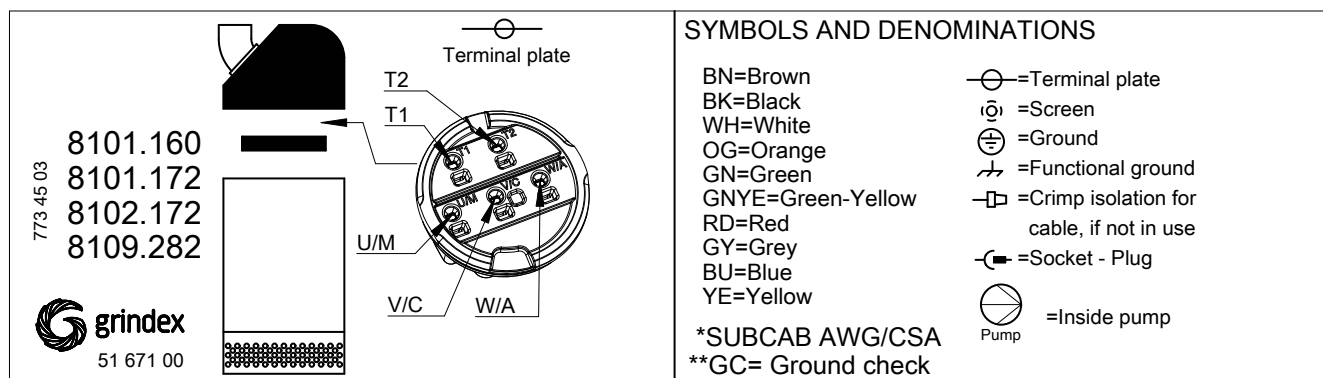 Terminal plate
T2
T1
8101.160
8101.172
8102.172
8109.282
773 45 03
T1
T2
U/M
V/C
W/A
U/M
V/C
W/A
grindex
51 671 00
SYMBOLS AND DENOMINATIONS
BN=Brown
BK=Black
WH=White
OG=Orange
GN=Green
GNYE=Green-Yellow
RD=Red
GY=Grey
BU=Blue
YE=Yellow
*SUBCAB AWG/CSA
**GC= Ground check
=Terminal plate
=Screen
=Ground
=Functional ground
=Crimp isolation for
cable, if not in use
=Socket - Plug
Pump
=Inside pump